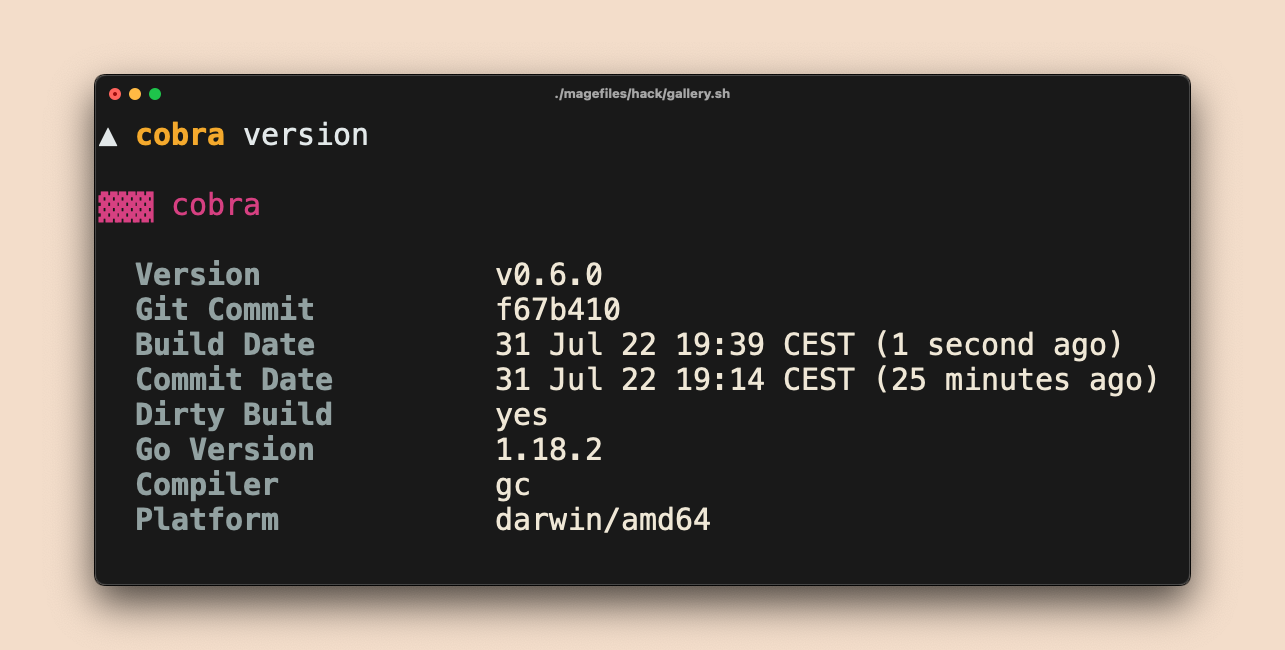 ./magefiles/hack/gallery.sh
▲ cobra version
▓▓▓ cobra
Version v0.6.0
Git Commit f67b410
Build Date 31 Jul 22 19:39 CEST (1 second ago)
Commit Date 31 Jul 22 19:14 CEST (25 minutes ago)
Dirty Build yes
Go Version 1.18.2
Compiler gc
Platform darwin/amd64